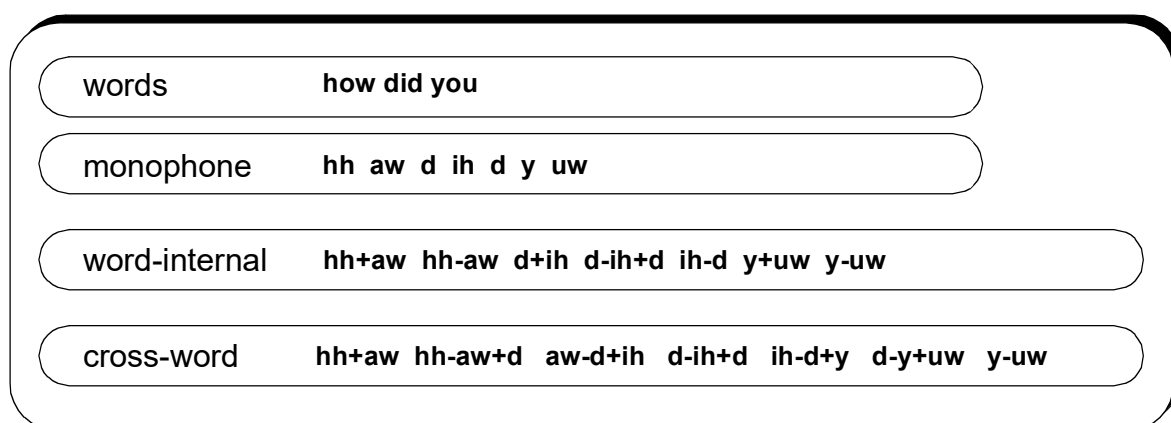 words how did you
monophone hh aw d ih d y uw
word-internal hh+aw hh-aw d+ih d-ih+d ih-d y+uw y-uw
cross-word hh+aw hh-aw+d aw-d+ih d-ih+d ih-d+y d-y+uw y-uw